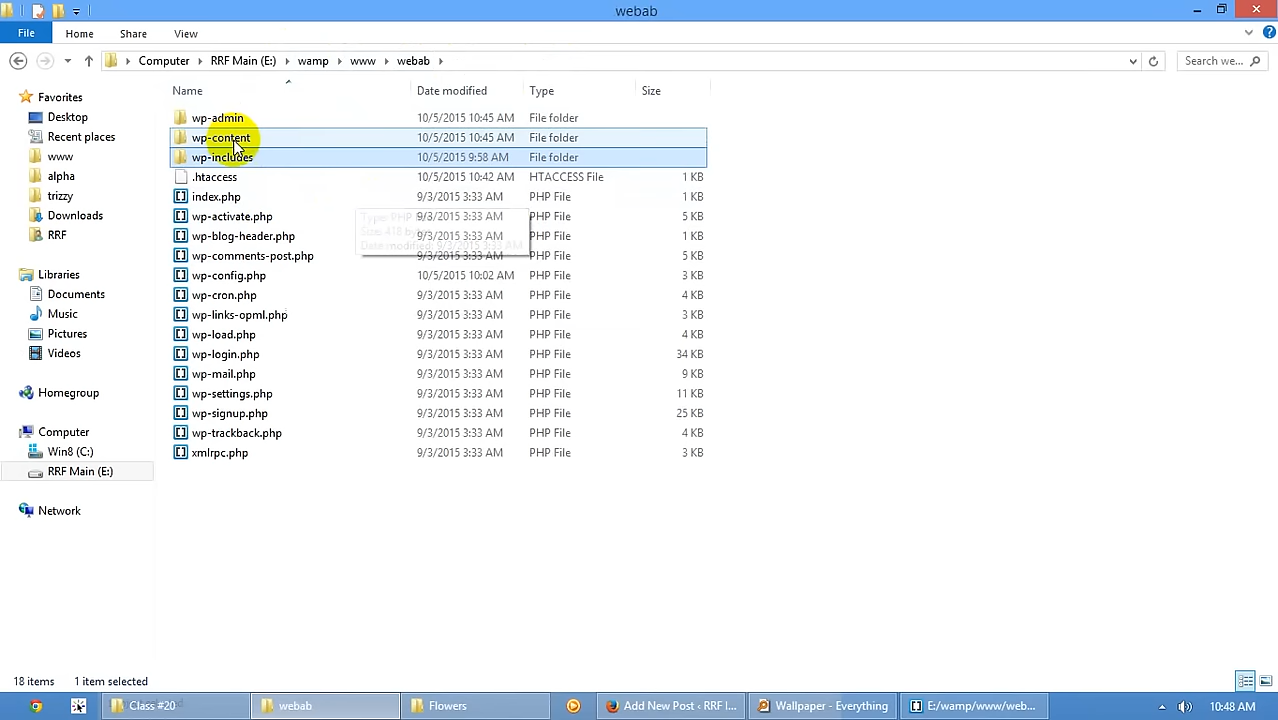 webab
File Home Share View
Computer RRF Main (E:) wamp www webab Search we...
Name Date modified Type Size
Favorites
Desktop
Recent places
www
alpha
trizzy
Downloads
RRF
Libraries
Documents
Music
Pictures
Videos
Homegroup
Computer
Win8 (C:)
RRF Main (E:)
Network
wp-admin 10/5/2015 10:45 AM File folder
wp-content 10/5/2015 10:45 AM File folder
wp-includes 10/5/2015 9:58 AM File folder
.htaccess 10/5/2015 10:42 AM HTACCESS File 1 KB
index.php 9/3/2015 3:33 AM PHP File 1 KB
wp-activate.php 9/3/2015 3:33 AM PHP File 5 KB
wp-blog-header.php 9/3/2015 3:33 AM PHP File 1 KB
wp-comments-post.php 9/3/2015 3:33 AM PHP File 5 KB
wp-config.php 10/5/2015 10:02 AM PHP File 3 KB
wp-cron.php 9/3/2015 3:33 AM PHP File 4 KB
wp-links-opml.php 9/3/2015 3:33 AM PHP File 3 KB
wp-load.php 9/3/2015 3:33 AM PHP File 4 KB
wp-login.php 9/3/2015 3:33 AM PHP File 34 KB
wp-mail.php 9/3/2015 3:33 AM PHP File 9 KB
wp-settings.php 9/3/2015 3:33 AM PHP File 11 KB
wp-signup.php 9/3/2015 3:33 AM PHP File 25 KB
wp-trackback.php 9/3/2015 3:33 AM PHP File 4 KB
xmlrpc.php 9/3/2015 3:33 AM PHP File 3 KB
Type: PHP
Size: 418
Date modified: 9/3/2015 3:33 AM
18 items 1 item selected
Class #20 webab Flowers Add New Post ‹ RRF I... Wallpaper - Everything E:/wamp/www/web... 10:48 AM